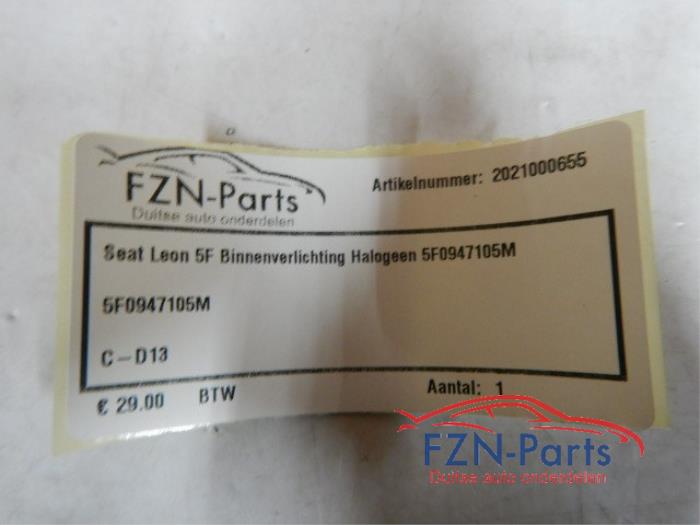 FZN-Parts
Duitse auto onderdelen
Artikelnummer: 2021000655
Seat Leon 5F Binnenverlichting Halogeen 5F0947105M
5F0947105M
C-D13
€ 29.00 BTW
Aantal: 1
FZN-Parts
Duitse auto onderdelen